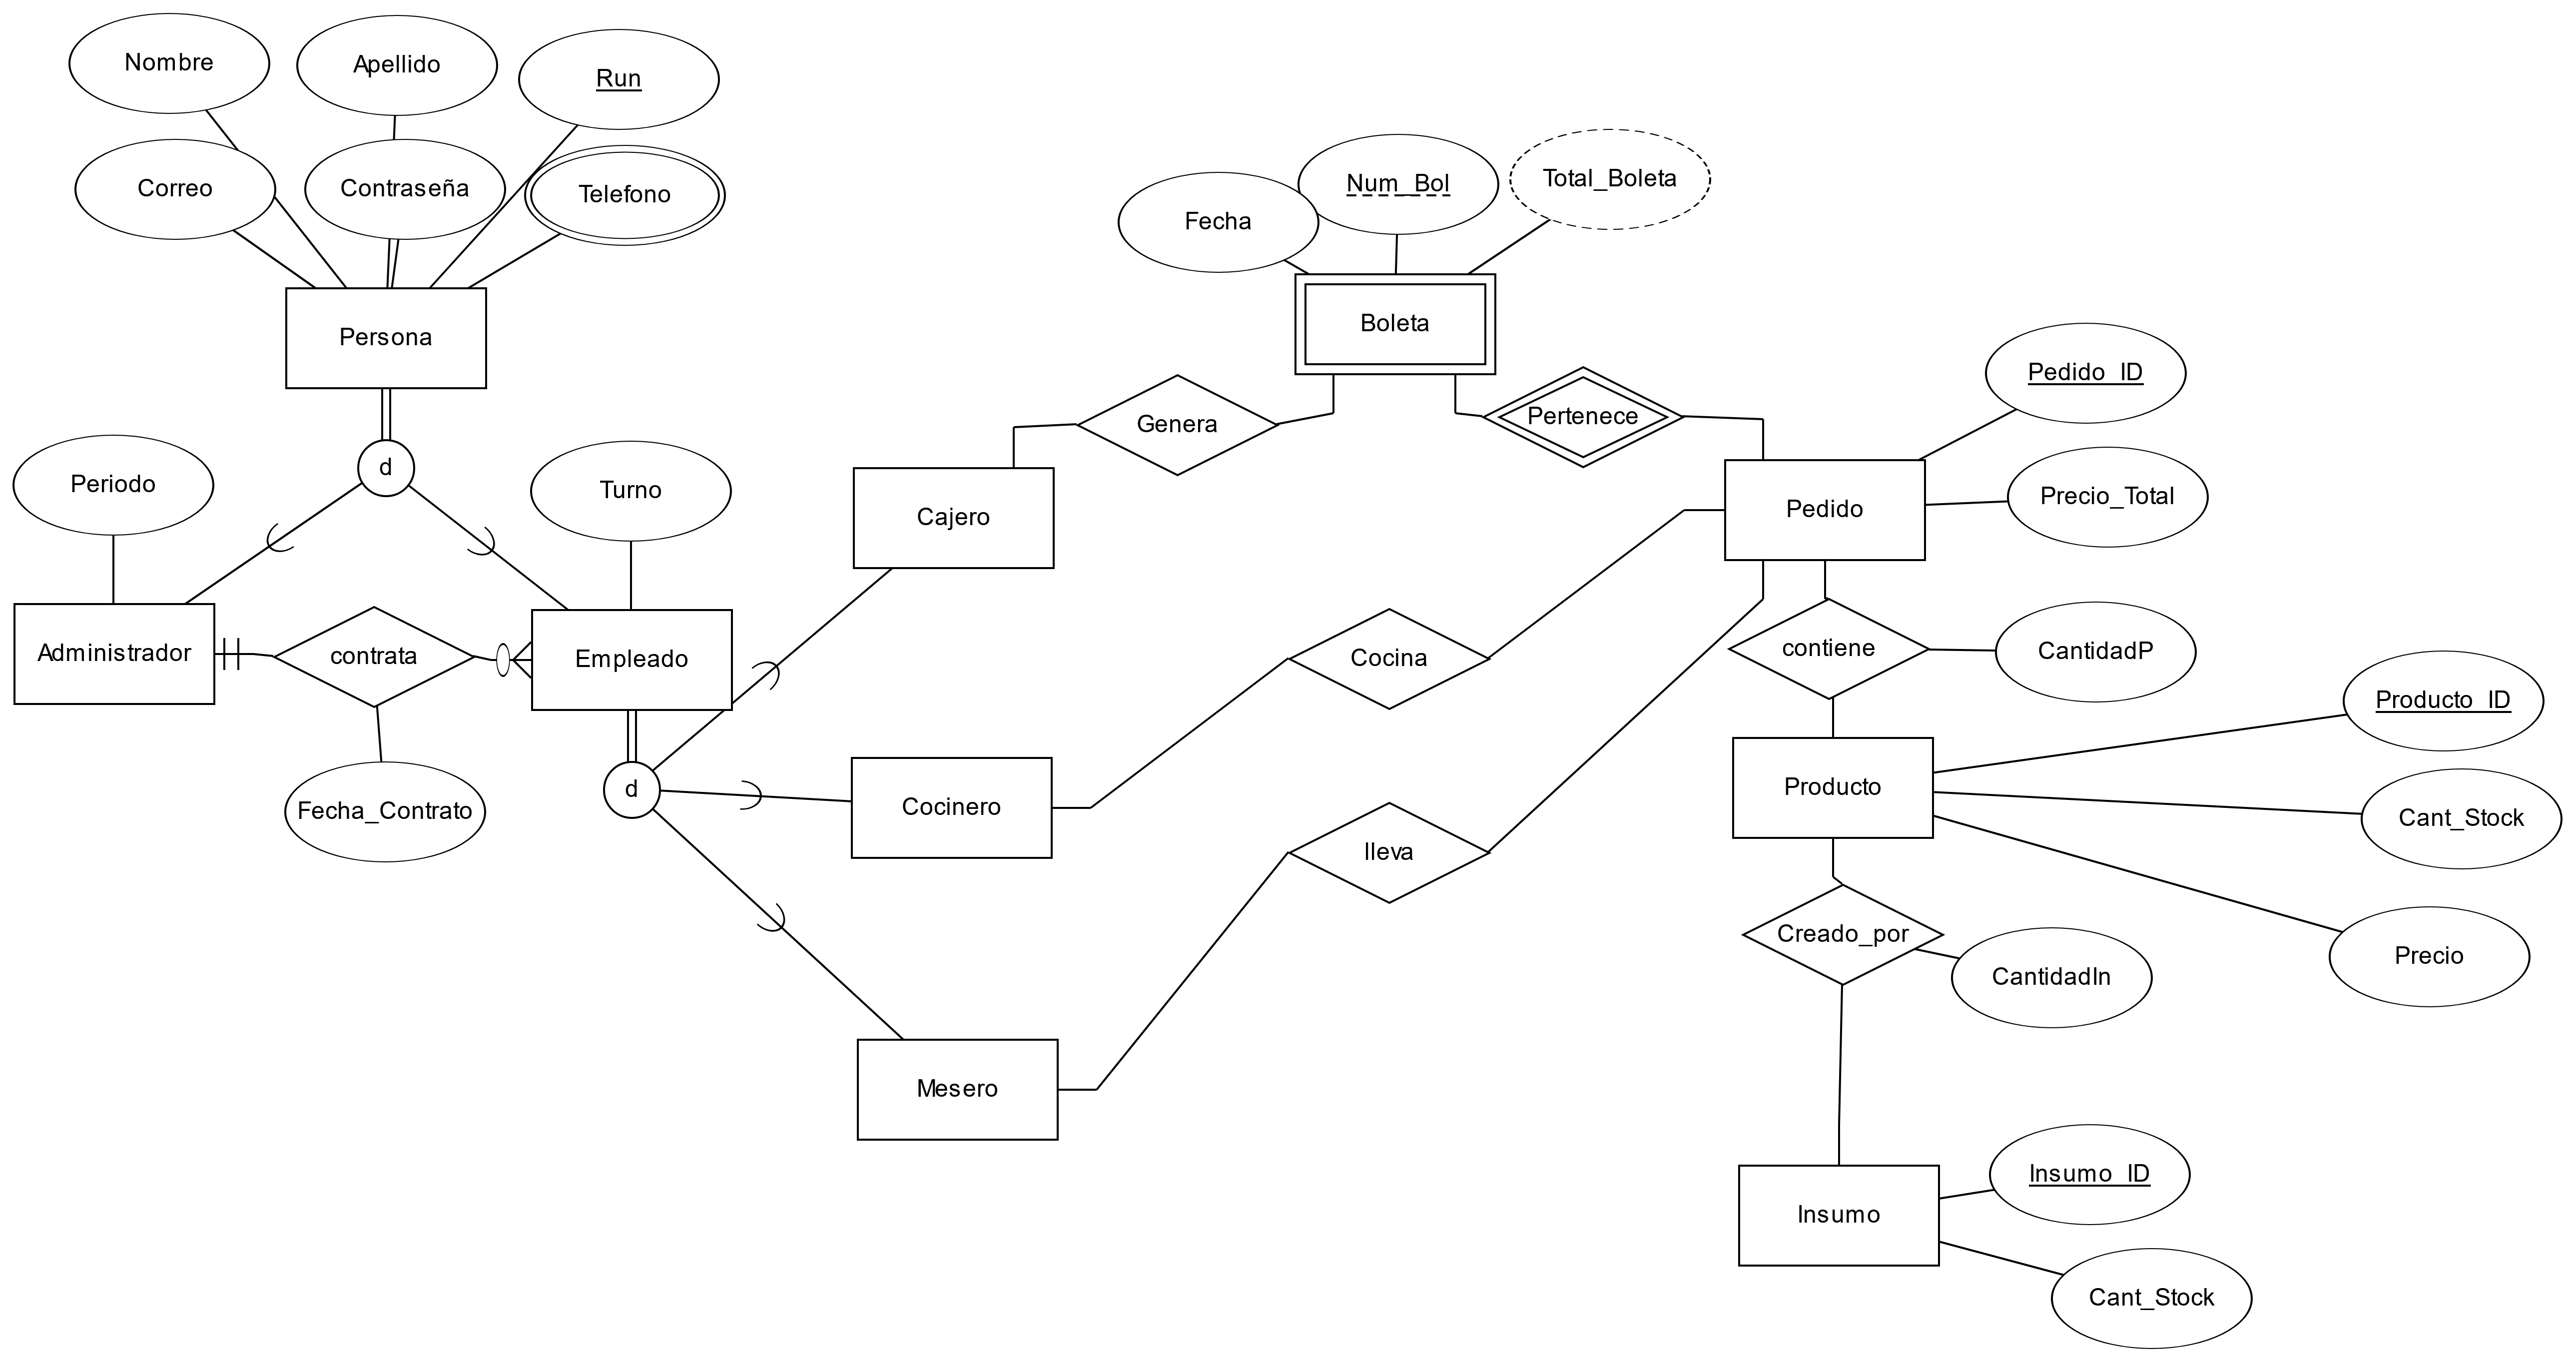 Nombre
Apellido
Run
Correo
Contraseña
Telefono
Persona
d
Periodo
Turno
Administrador
contrata
Empleado
Fecha_Contrato
d
Fecha
Num_Bol
Total_Boleta
Boleta
Genera
Pertenece
Cajero
Cocinero
Mesero
Cocina
lleva
Pedido_ID
Pedido
Precio_Total
contiene
CantidadP
Producto_ID
Producto
Cant_Stock
Precio
Creado_por
CantidadIn
Insumo_ID
Insumo
Cant_Stock